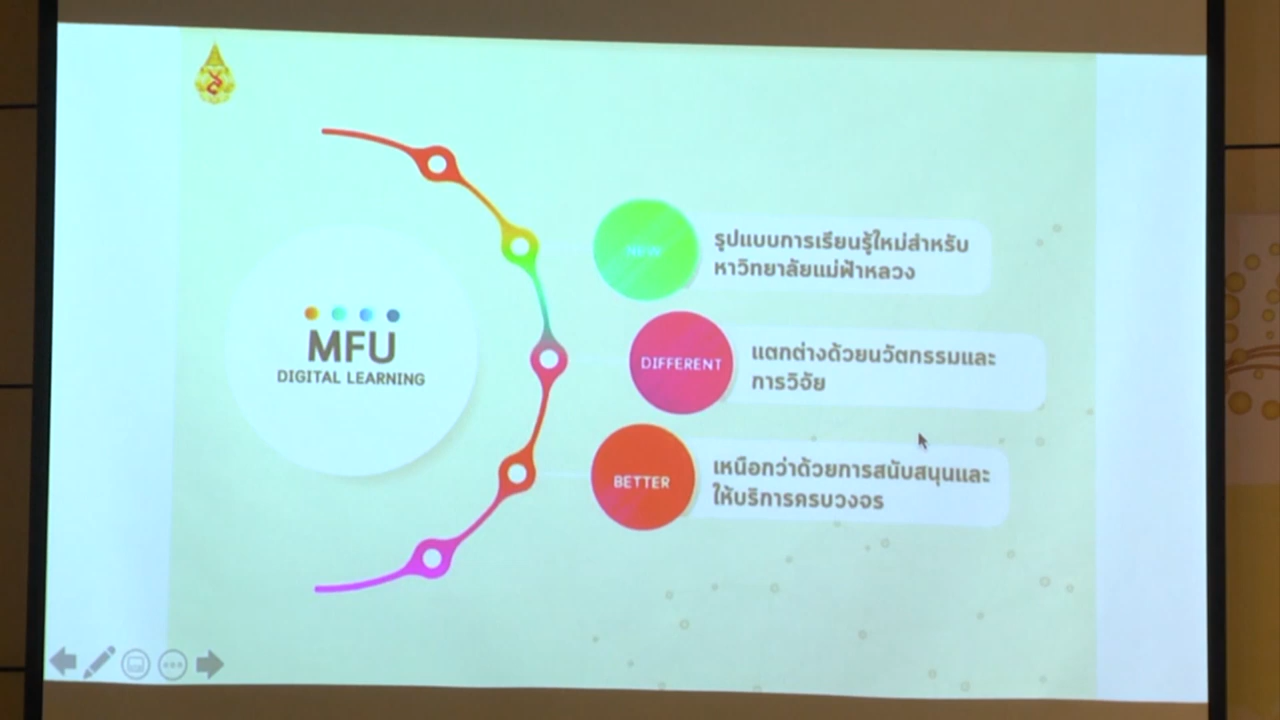 MFU
DIGITAL LEARNING
NEW
รูปแบบการเรียนรู้ใหม่สำหรับ
หาวิทยาลัยแม่ฟ้าหลวง
DIFFERENT
แตกต่างด้วยนวัตกรรมและ
การวิจัย
BETTER
เหนือกว่าด้วยการสนับสนุนและ
ให้บริการครบวงจร